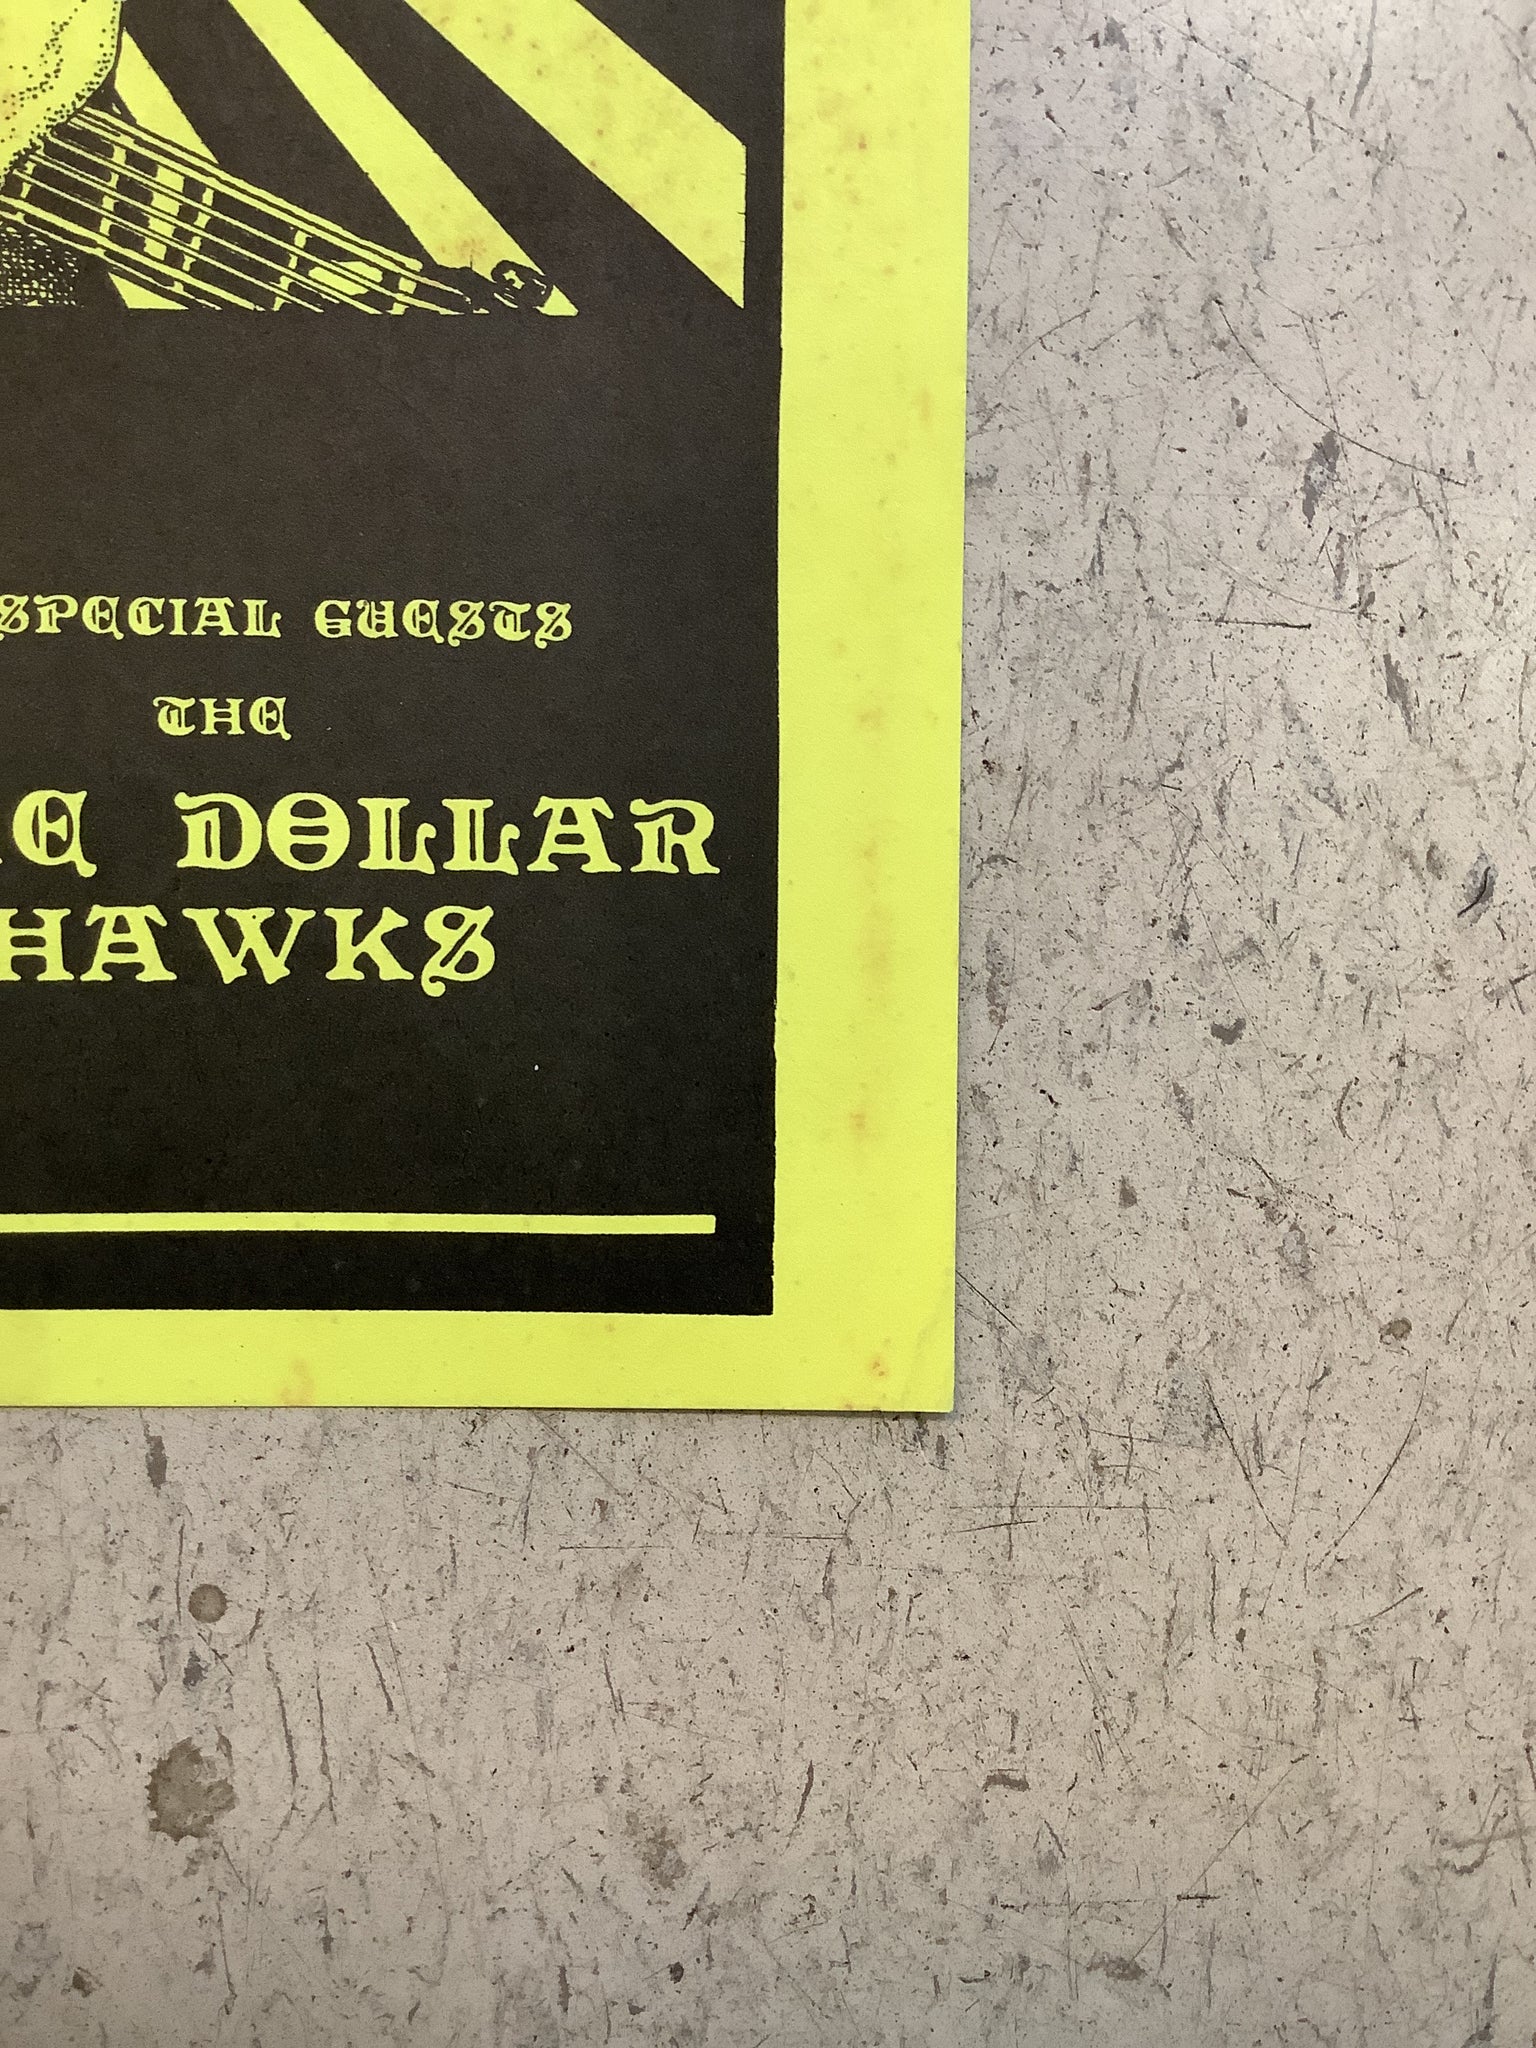 SPECIAL GUESTS
THE
DOLLAR
HAWKS